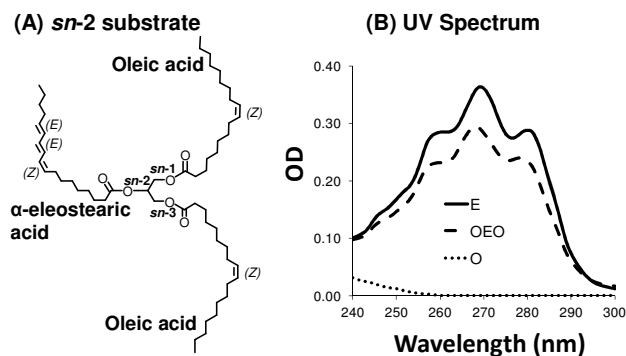 (A) sn-2 substrate
Oleic acid
(Z)
(E)
(E)
(Z)
O
sn-1
O
sn-2
O
O
sn-3
O
O
α-eleostearic
acid
(Z)
Oleic acid
(B) UV Spectrum
0.40
0.30
0.20
0.10
0.00
OD
E
OEO
O
240
250
260
270
280
290
300
Wavelength (nm)